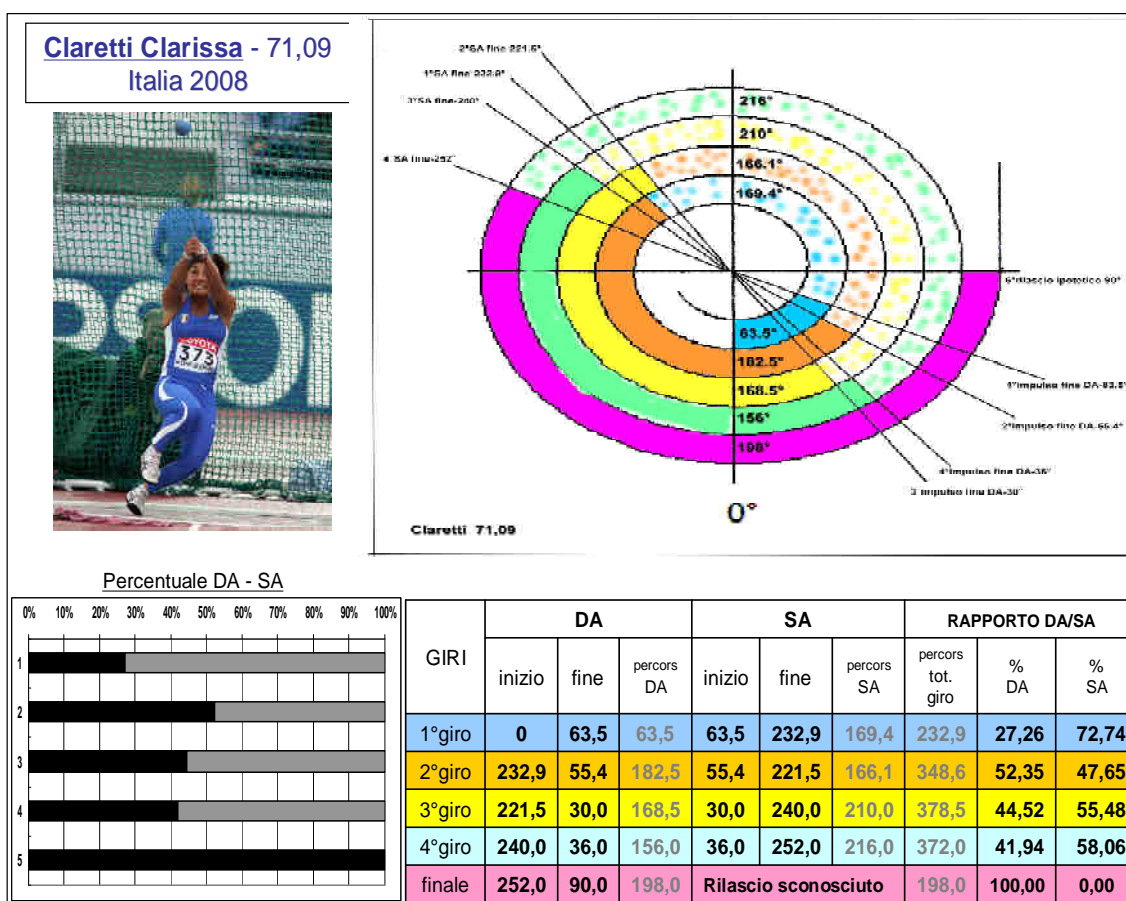 Claretti Clarissa - 71,09
Italia 2008
2°SA fine 221.5°
1°SA fine 232.9°
3°SA fine-240°
4 SA fine-252°
216°
210°
166.1°
169.4°
6°rilascio ipotetico 90°
63.5°
182.5°
168.5°
156°
198°
1°impulso fine DA-63.5°
2°impulso fine DA-55.4°
4°impulso fine DA-36°
3 impulso fine DA-30°
0°
Claretti 71,09
TOYOTA
373
Percentuale DA - SA
0% 10% 20% 30% 40% 50% 60% 70% 80% 90% 100%
1
2
3
4
5
GIRI DA SA RAPPORTO DA/SA
inizio fine percors DA inizio fine percors SA percors tot. giro % DA % SA
1°giro 0 63,5 63,5 63,5 232,9 169,4 232,9 27,26 72,74
2°giro 232,9 55,4 182,5 55,4 221,5 166,1 348,6 52,35 47,65
3°giro 221,5 30,0 168,5 30,0 240,0 210,0 378,5 44,52 55,48
4°giro 240,0 36,0 156,0 36,0 252,0 216,0 372,0 41,94 58,06
finale 252,0 90,0 198,0 Rilascio sconosciuto 198,0 100,00 0,00